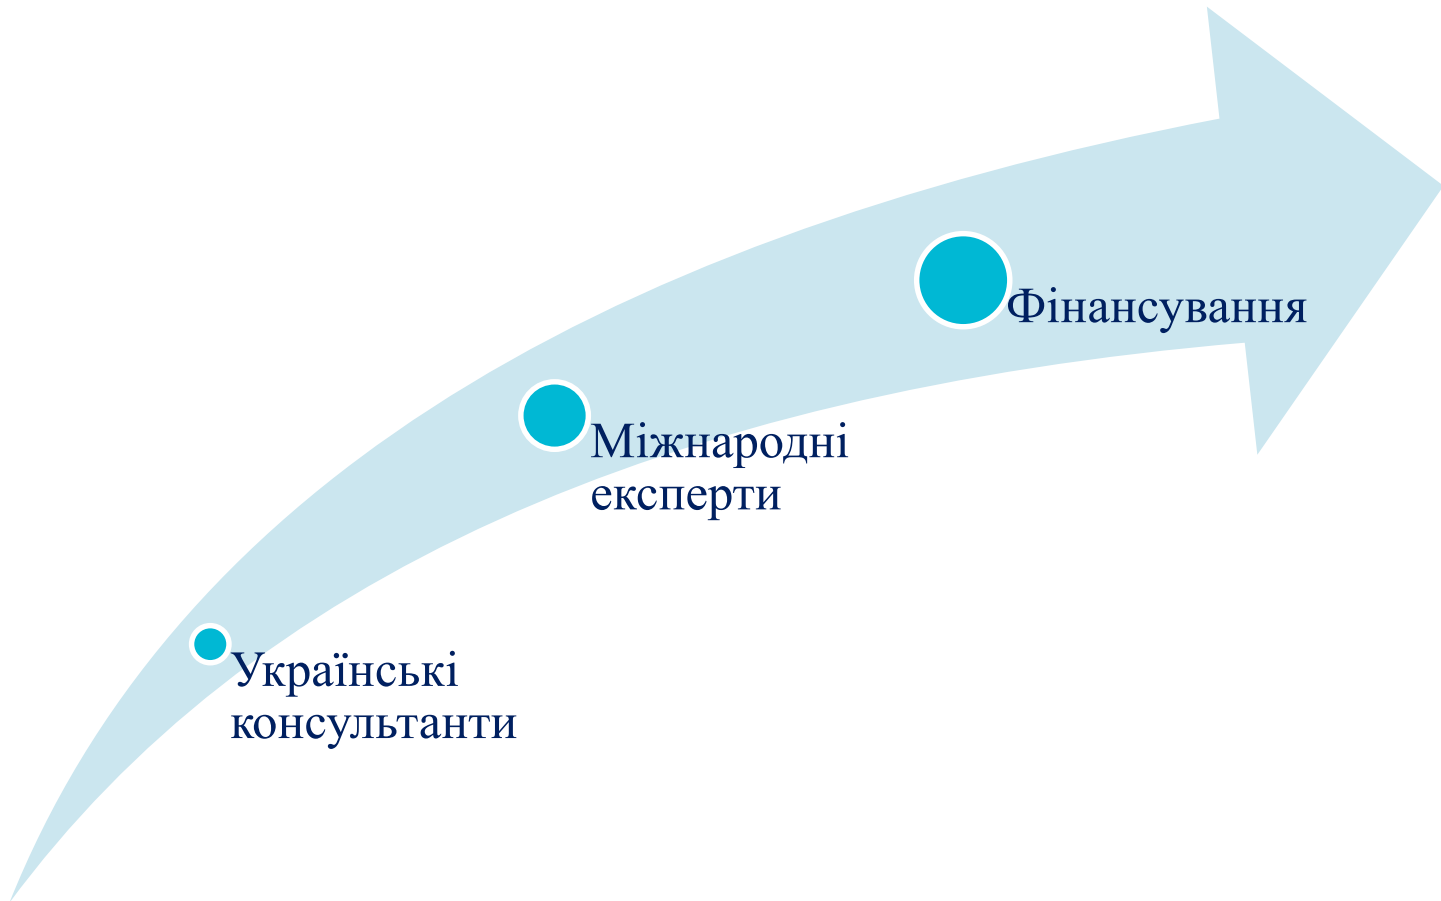 Фінансування
Міжнародні
експерти
Українські
консультанти